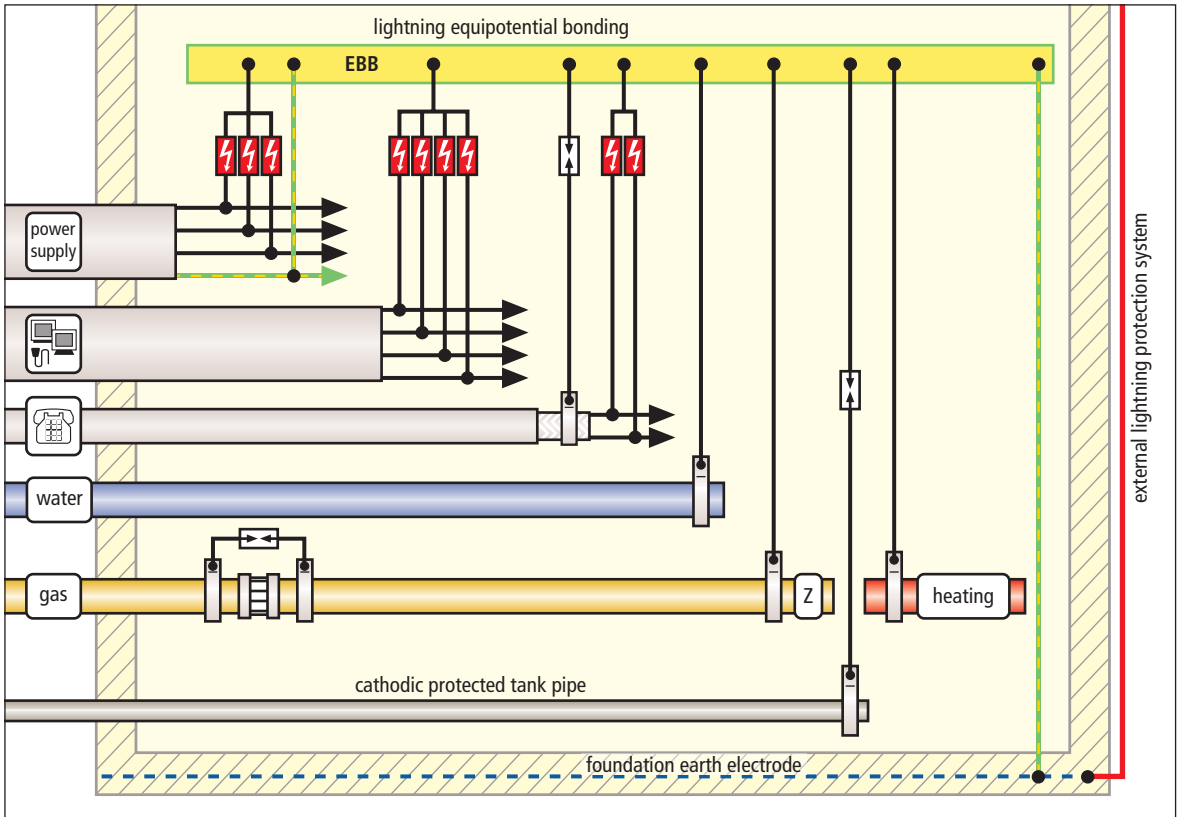 lightning equipotential bonding
EBB
power
supply
water
gas
Z
heating
cathodic protected tank pipe
foundation earth electrode
external lightning protection system